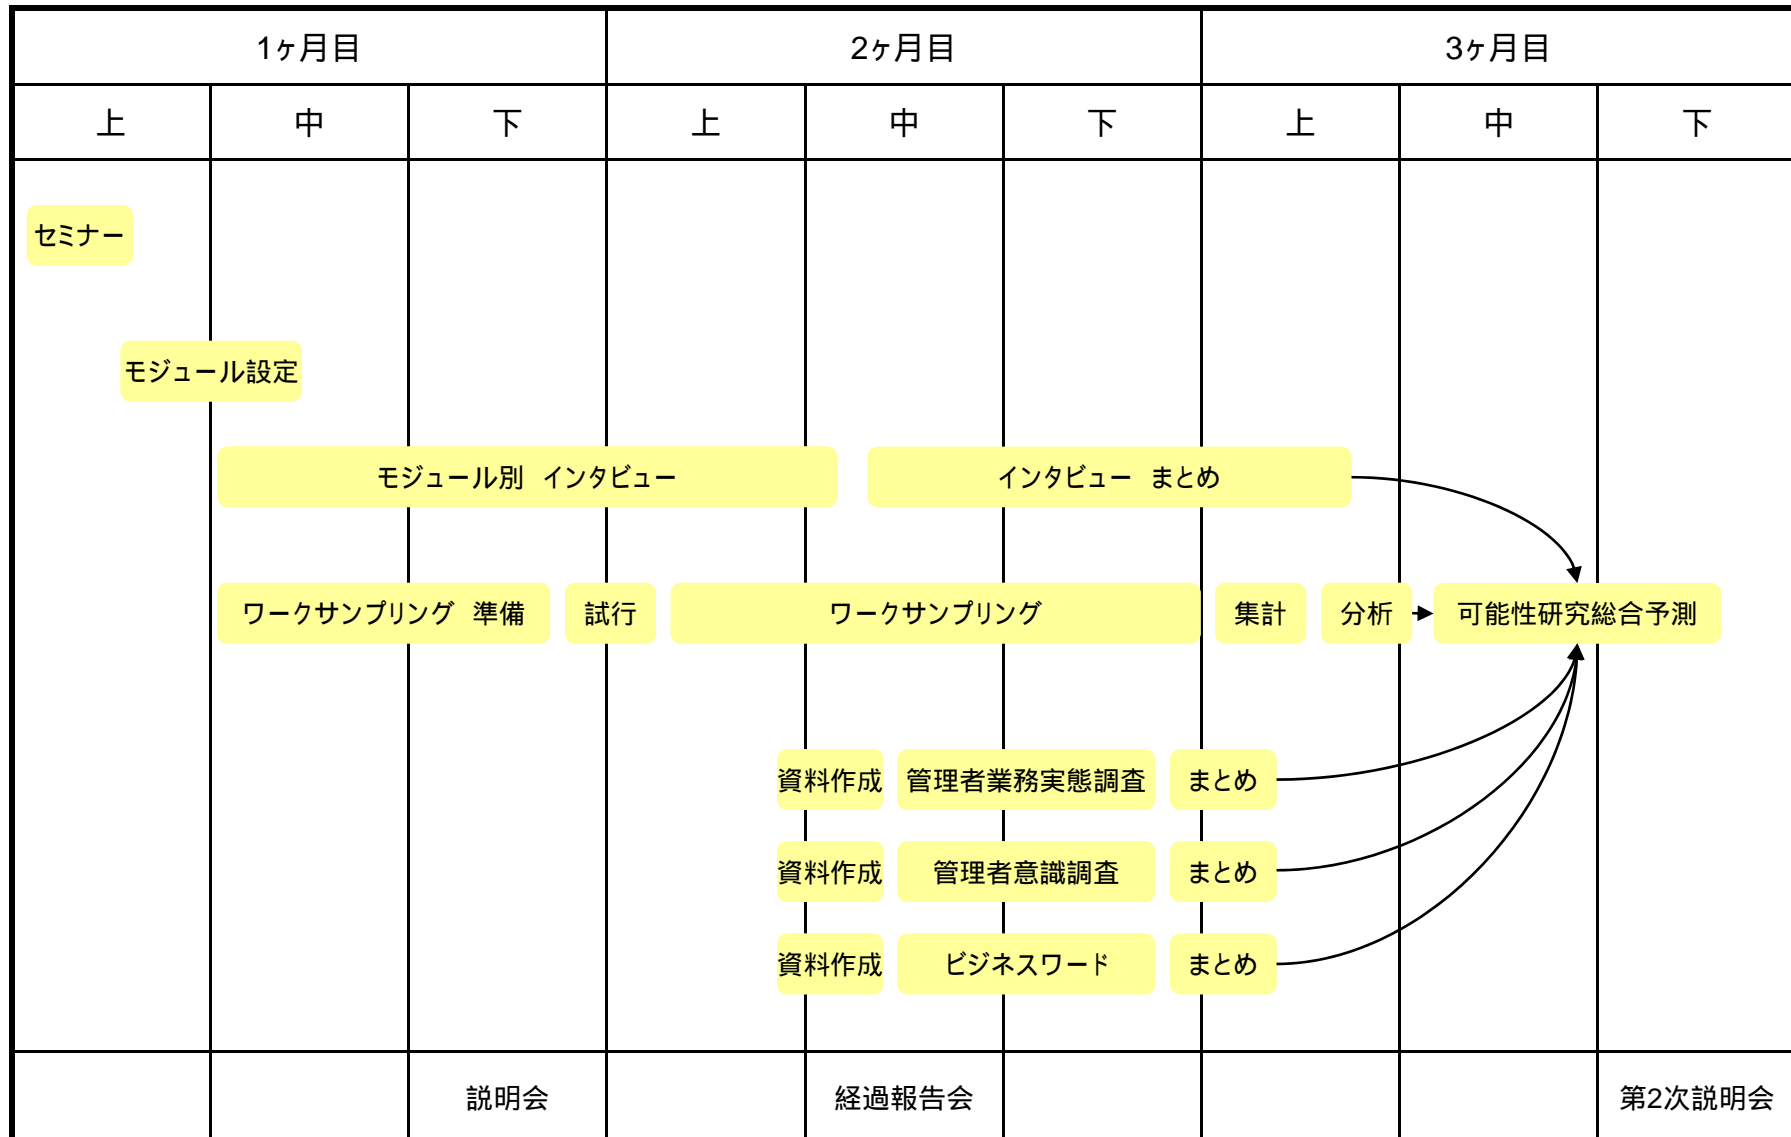 1ヶ月目 2ヶ月目 3ヶ月目
上 中 下 上 中 下 上 中 下
セミナー
モジュール設定
モジュール別 インタビュー インタビュー まとめ
ワークサンプリング 準備 試行 ワークサンプリング 集計 分析 可能性研究総合予測
資料作成 管理者業務実態調査 まとめ
資料作成 管理者意識調査 まとめ
資料作成 ビジネスワード まとめ
説明会 経過報告会 第2次説明会